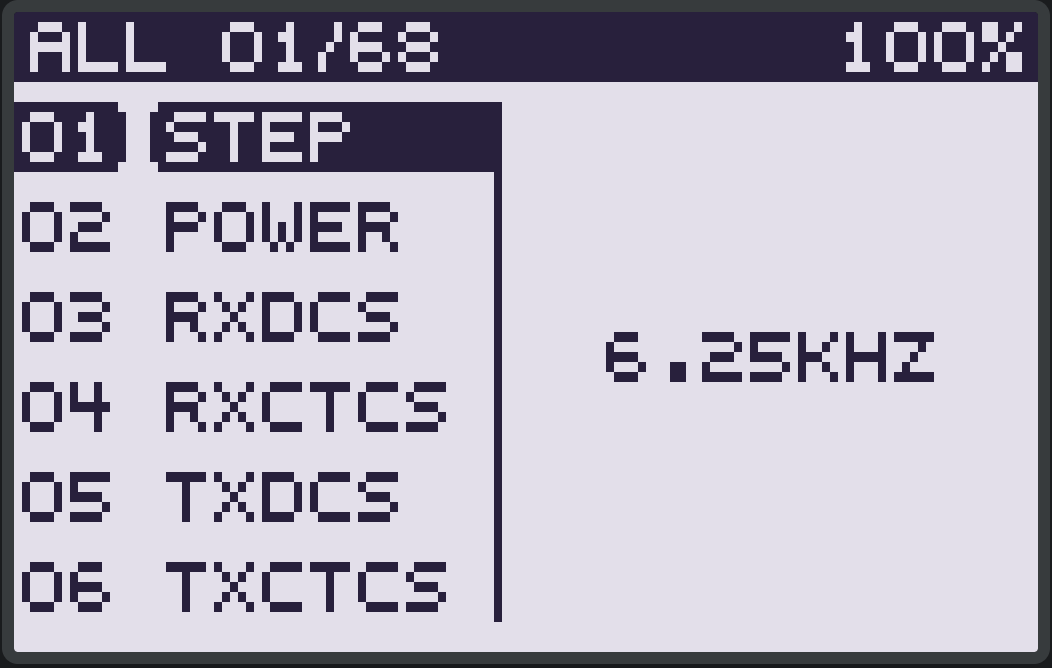 ALL 01/68 100%
01 STEP
02 POWER
03 RXDCS
6.25KHZ
04 RXCTCS
05 TXDCS
06 TXCTCS